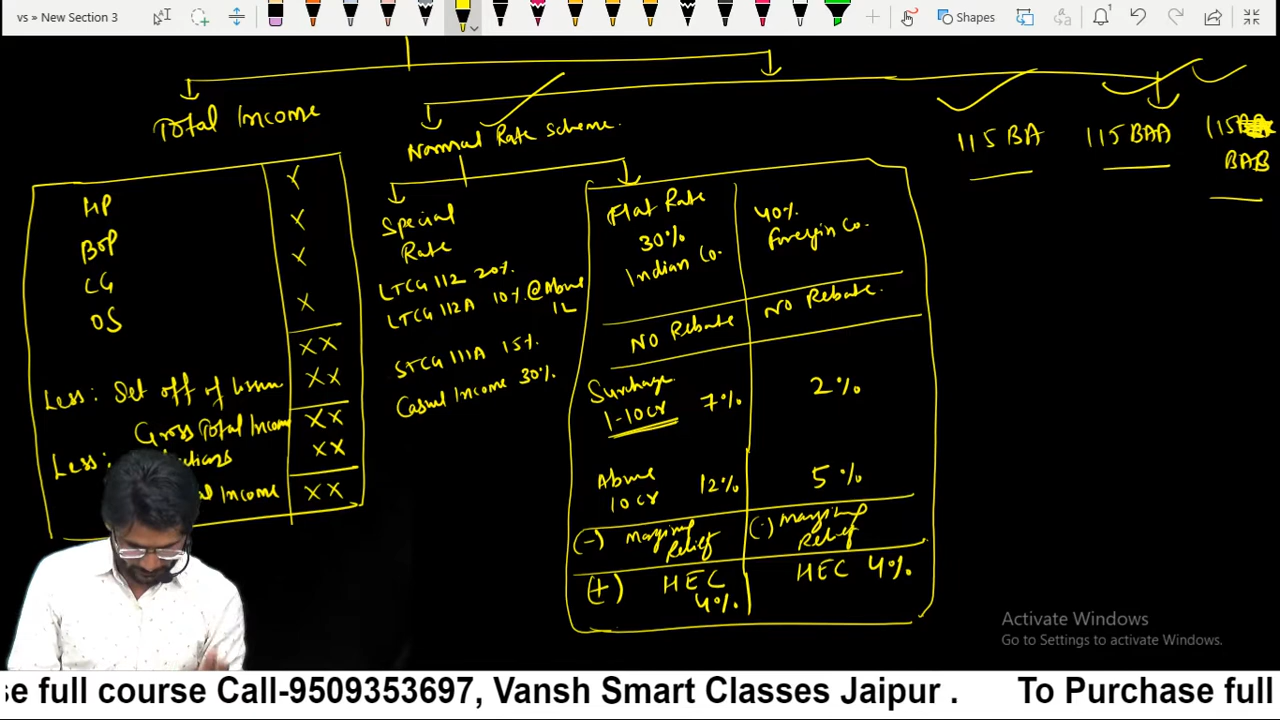 vs » New Section 3
Shapes
Total Income
Normal Rate scheme.
115 BA
115 BAA
115
BAB
HP X
BOP X
CG X
OS X
XX
Less: Set off of XX
Gross Total Income XX
Less: XX
Income XX
Special
Rate
LTCG 112 20%.
LTCG 112A 10%. @Above
1L
STCG 111A 15%.
Casual Income 30%.
Flat Rate
30%
Indian Co.
40%.
Foreign Co.
NO Rebate
NO Rebate.
Surcharge.
1-10 cr 7%
2%
Above
10 cr 12%
5%
(-) Marginal
Relief
(-) Marginal
Relief
(+) HEC
4%
HEC 4%
Activate Windows
Go to Settings to activate Windows.
se full course Call-9509353697, Vansh Smart Classes Jaipur . To Purchase full